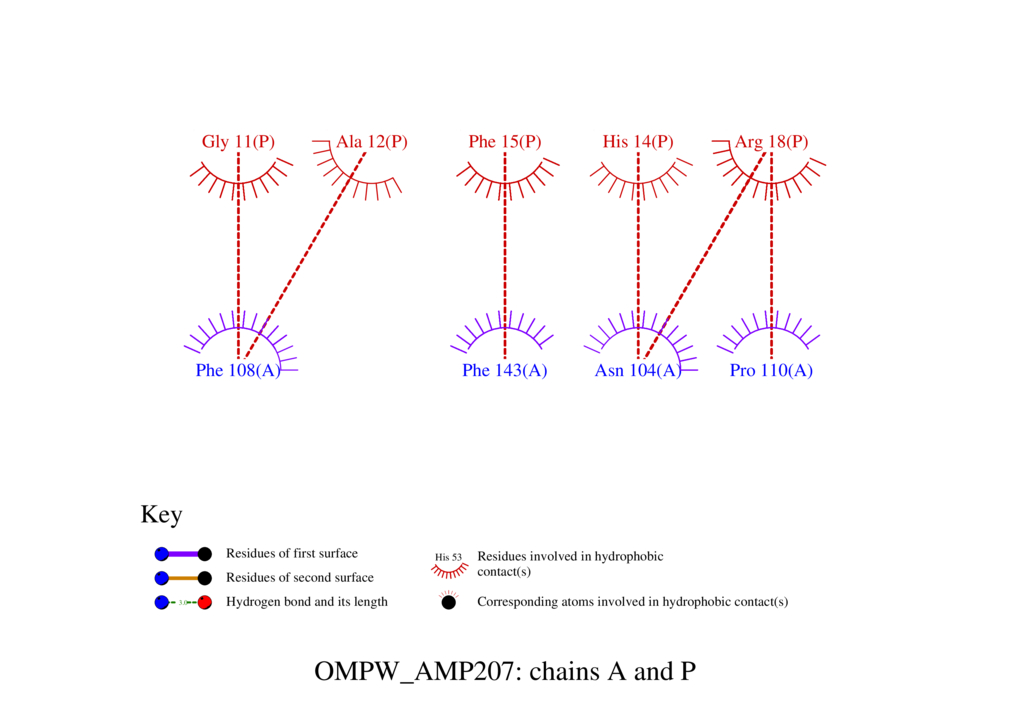 Gly 11(P) Ala 12(P) Phe 15(P) His 14(P) Arg 18(P)
Phe 108(A) Phe 143(A) Asn 104(A) Pro 110(A)
Key
Residues of first surface
Residues of second surface
3.0 Hydrogen bond and its length
His 53 Residues involved in hydrophobic
contact(s)
Corresponding atoms involved in hydrophobic contact(s)
OMPW_AMP207: chains A and P